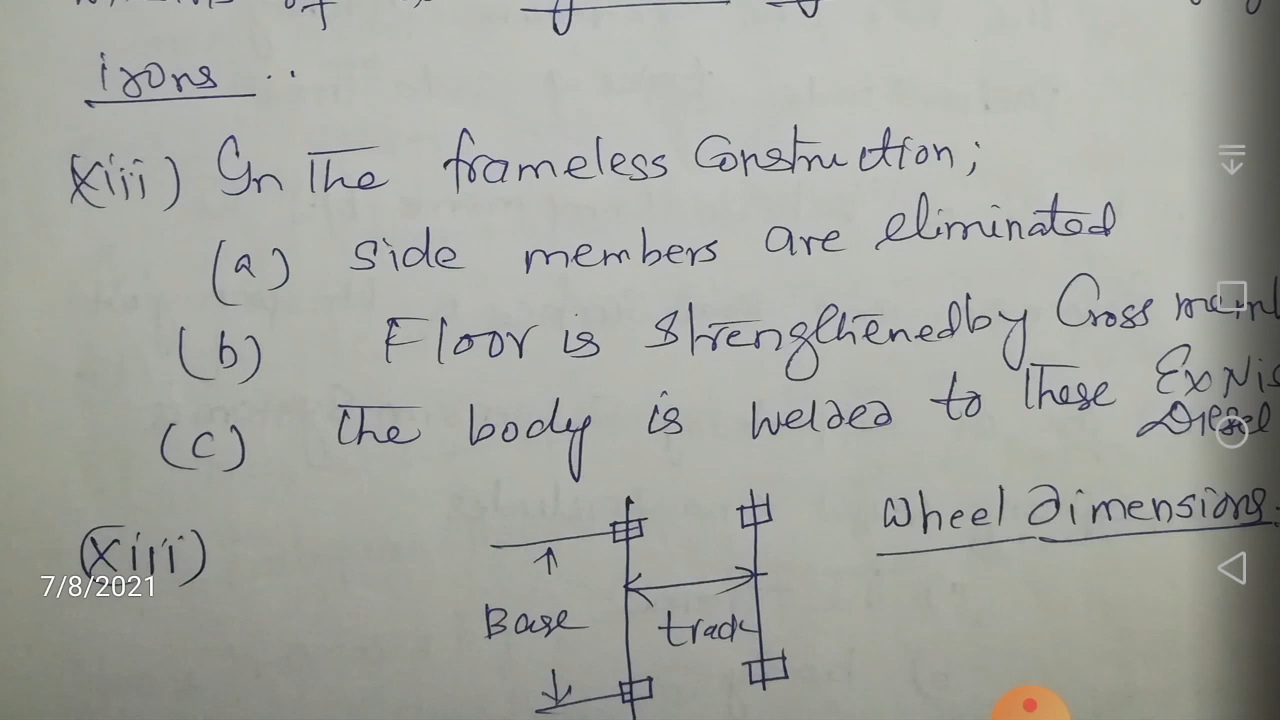 irons ..
xiii) In The frameless Construction;
(a) Side members are eliminated
(b) Floor is Strengthened by Cross
(c) The body is welded to These
Diesel
Wheel Dimensions.
(xiii)
7/8/2021
Base
track